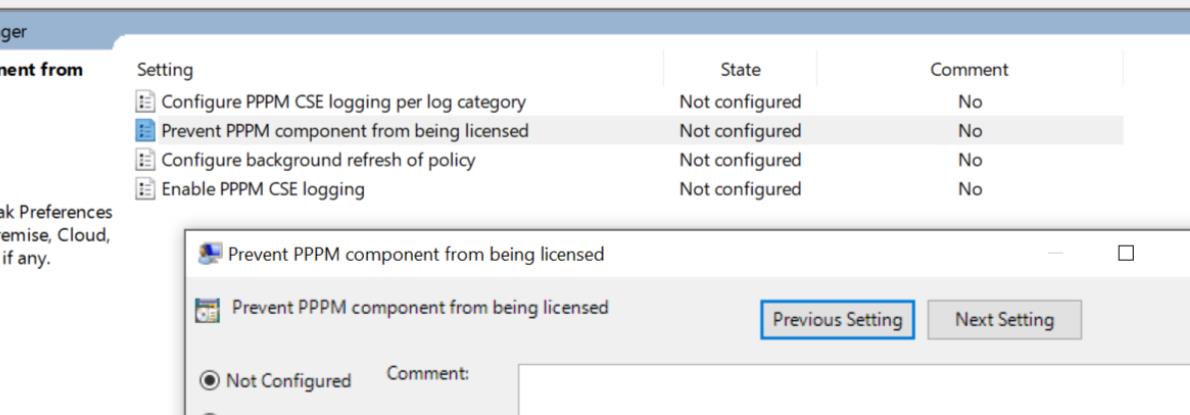 ger
nent from
Setting State Comment
Configure PPPM CSE logging per log category Not configured No
Prevent PPPM component from being licensed Not configured No
Configure background refresh of policy Not configured No
Enable PPPM CSE logging Not configured No
ak Preferences
remise, Cloud,
if any.
Prevent PPPM component from being licensed
Prevent PPPM component from being licensed
Previous Setting Next Setting
Not Configured Comment: